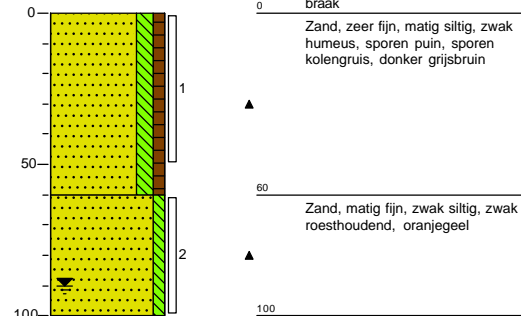 braak
0
0
Zand, zeer fijn, matig siltig, zwak
humeus, sporen puin, sporen
kolengruis, donker grijsbruin
1
50
60
Zand, matig fijn, zwak siltig, zwak
roesthoudend, oranjegeel
2
100
100